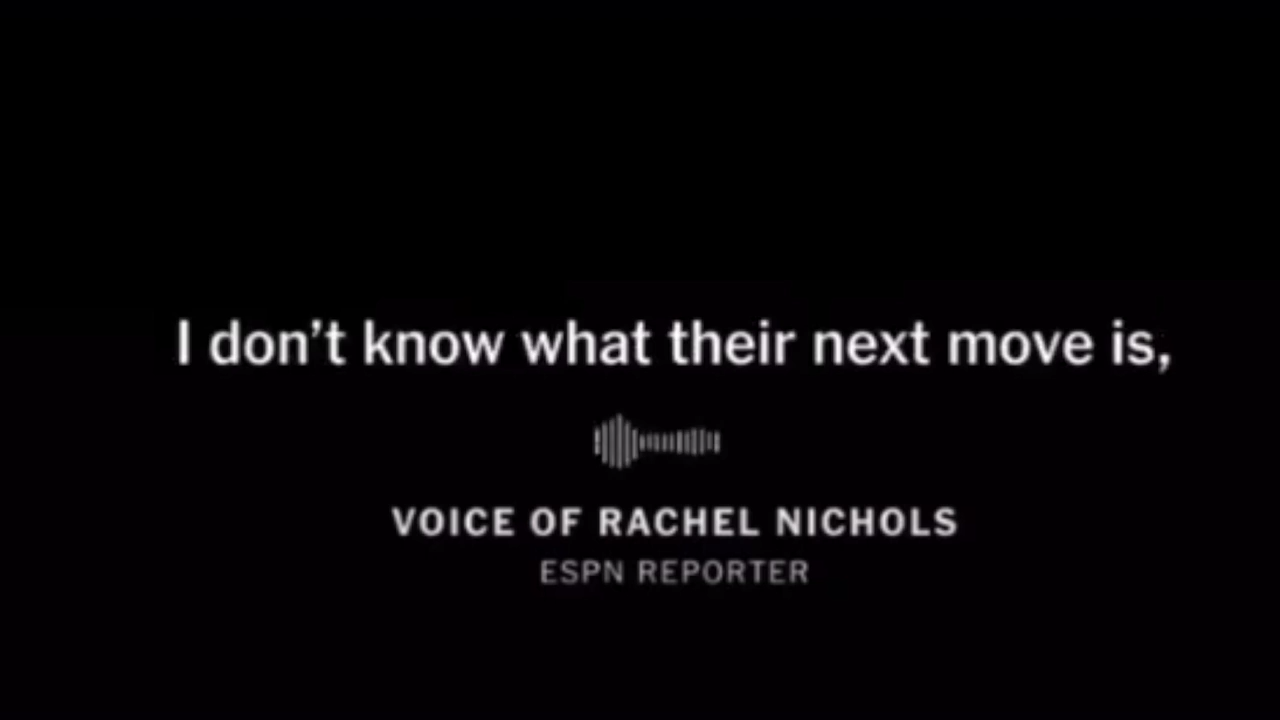 I don’t know what their next move is,
VOICE OF RACHEL NICHOLS
ESPN REPORTER